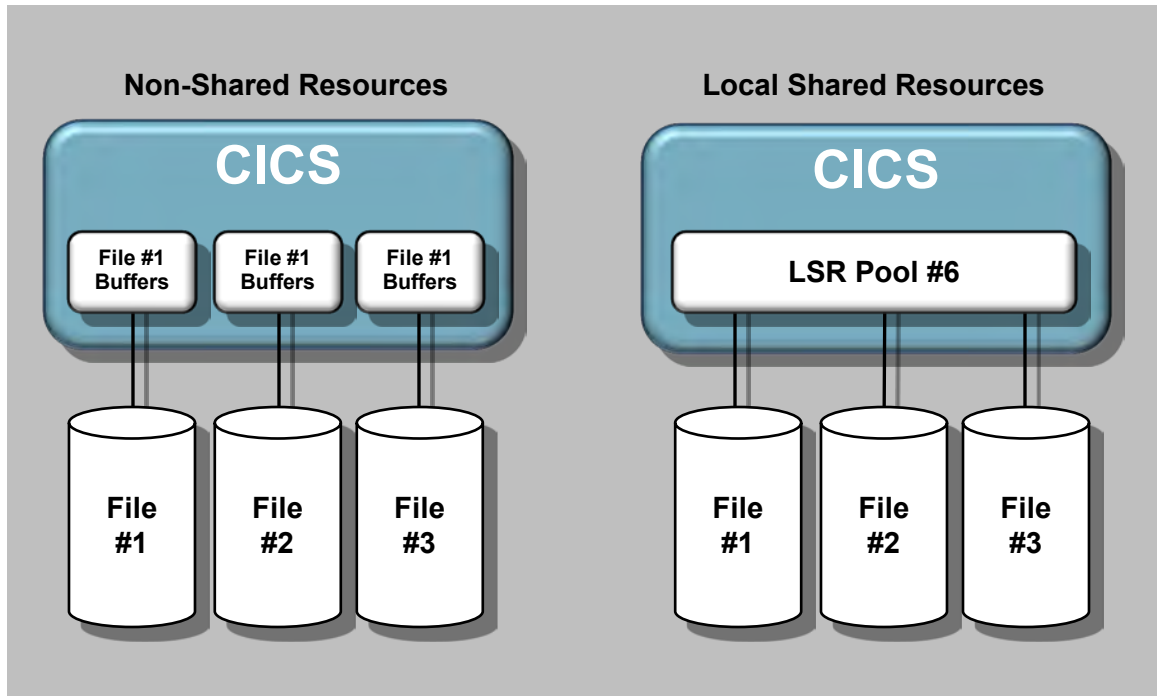 Non-Shared Resources
CICS
File #1
Buffers
File #1
Buffers
File #1
Buffers
File
#1
File
#2
File
#3
Local Shared Resources
CICS
LSR Pool #6
File
#1
File
#2
File
#3